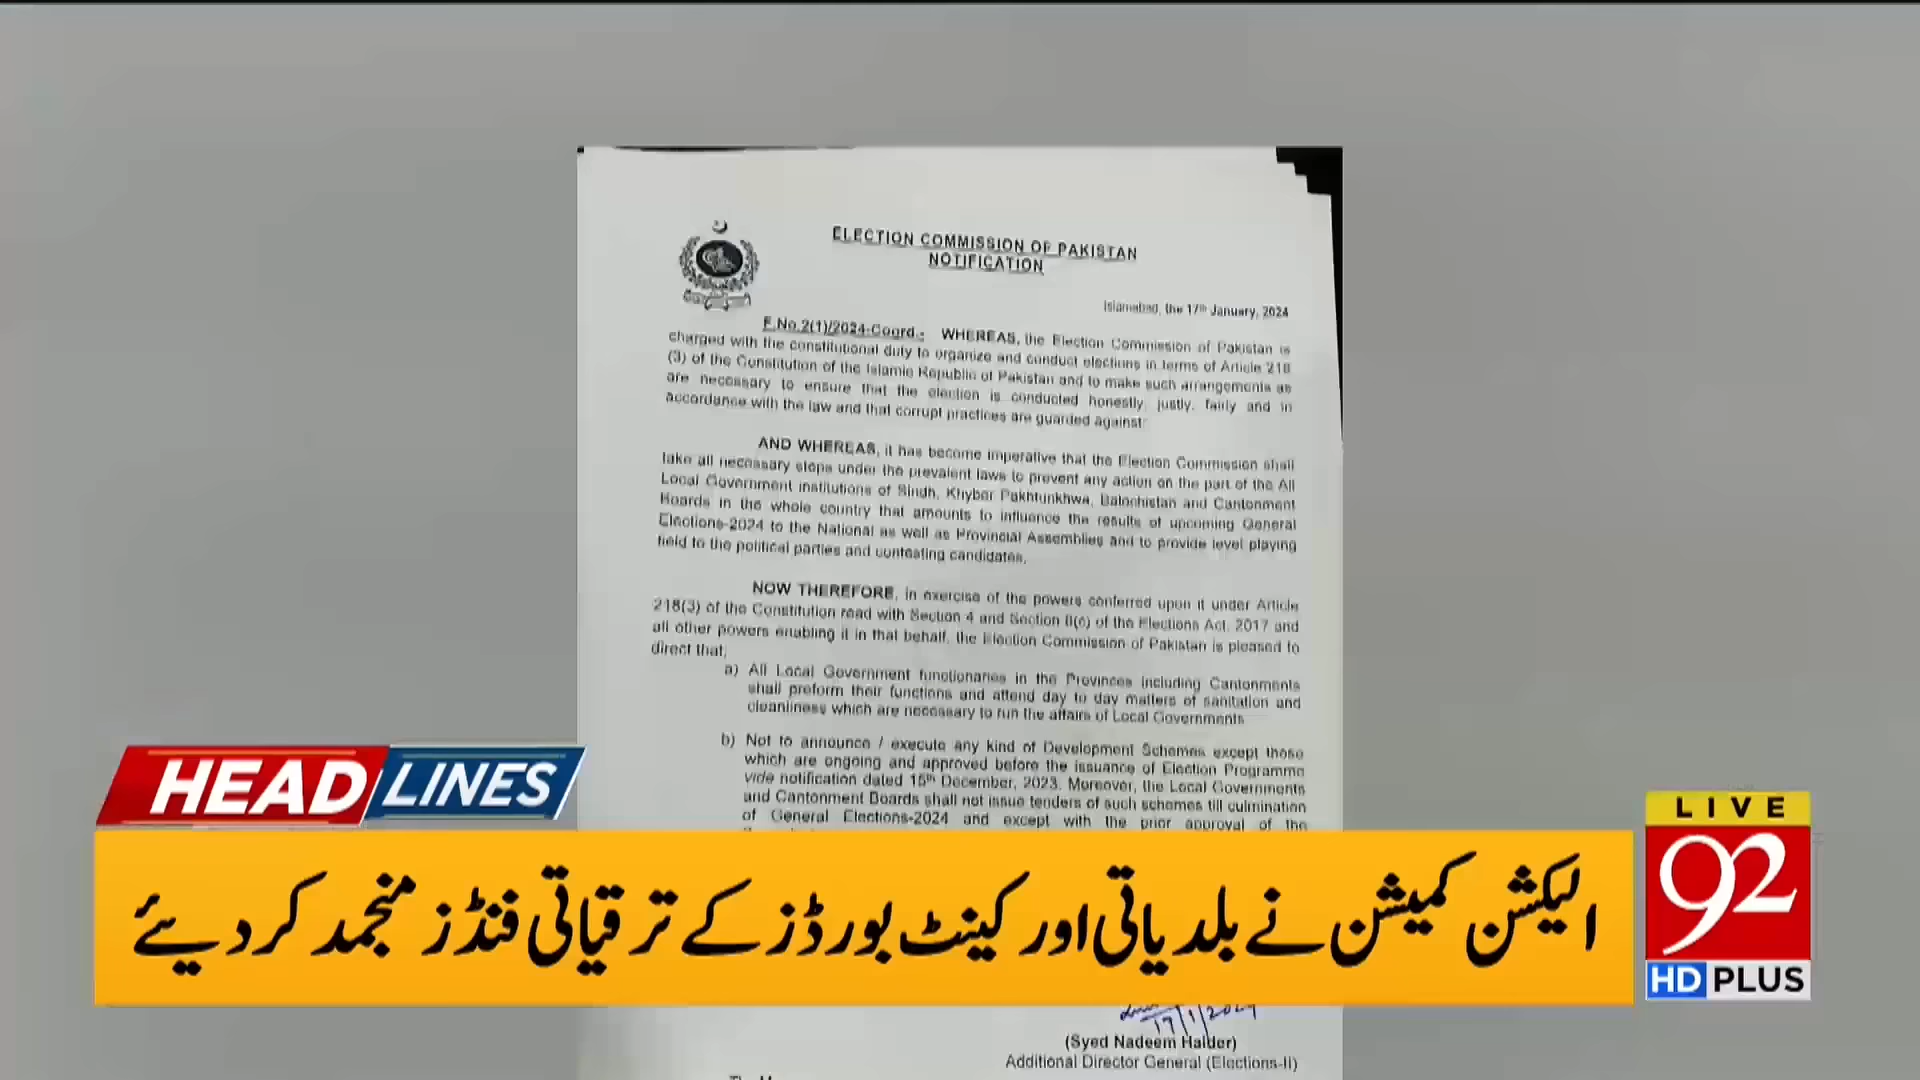 ELECTION COMMISSION OF PAKISTAN
NOTIFICATION
Islamabad, the 17th January, 2024
F.No.2(1)/2024-Coord.- WHEREAS, the Election Commission of Pakistan is
charged with the constitutional duty to organize and conduct elections in terms of Article 218
(3) of the Constitution of the Islamic Republic of Pakistan and to make such arrangements as
are necessary to ensure that the election is conducted honestly, justly, fairly and in
accordance with the law and that corrupt practices are guarded against:
AND WHEREAS, it has become imperative that the Election Commission shall
take all necessary steps under the prevalent laws to prevent any action on the part of the All
Local Government institutions of Sindh, Khyber Pakhtunkhwa, Balochistan and Cantonment
Boards in the whole country that amounts to influence the results of upcoming General
Elections-2024 to the National as well as Provincial Assemblies and to provide level playing
field to the political parties and contesting candidates.
NOW THEREFORE, in exercise of the powers conferred upon it under Article
218(3) of the Constitution read with Section 4 and Section 8(c) of the Elections Act, 2017 and
all other powers enabling it in that behalf, the Election Commission of Pakistan is pleased to
direct that,
a) All Local Government functionaries in the Provinces including Cantonments
shall preform their functions and attend day to day matters of sanitation and
cleanliness which are necessary to run the affairs of Local Governments
b) Not to announce / execute any kind of Development Schemes except those
which are ongoing and approved before the issuance of Election Programme
vide notification dated 15th December, 2023. Moreover, the Local Governments
and Cantonment Boards shall not issue tenders of such schemes till culmination
of General Elections-2024 and except with the prior approval of the
HEADLINES
الیکشن کمیشن نے بلدیاتی اور کینٹ بورڈز کے ترقیاتی فنڈز منجمد کر دیئے
LIVE
92
HD PLUS
17/1/2024
(Syed Nadeem Haider)
Additional Director General (Elections-II)